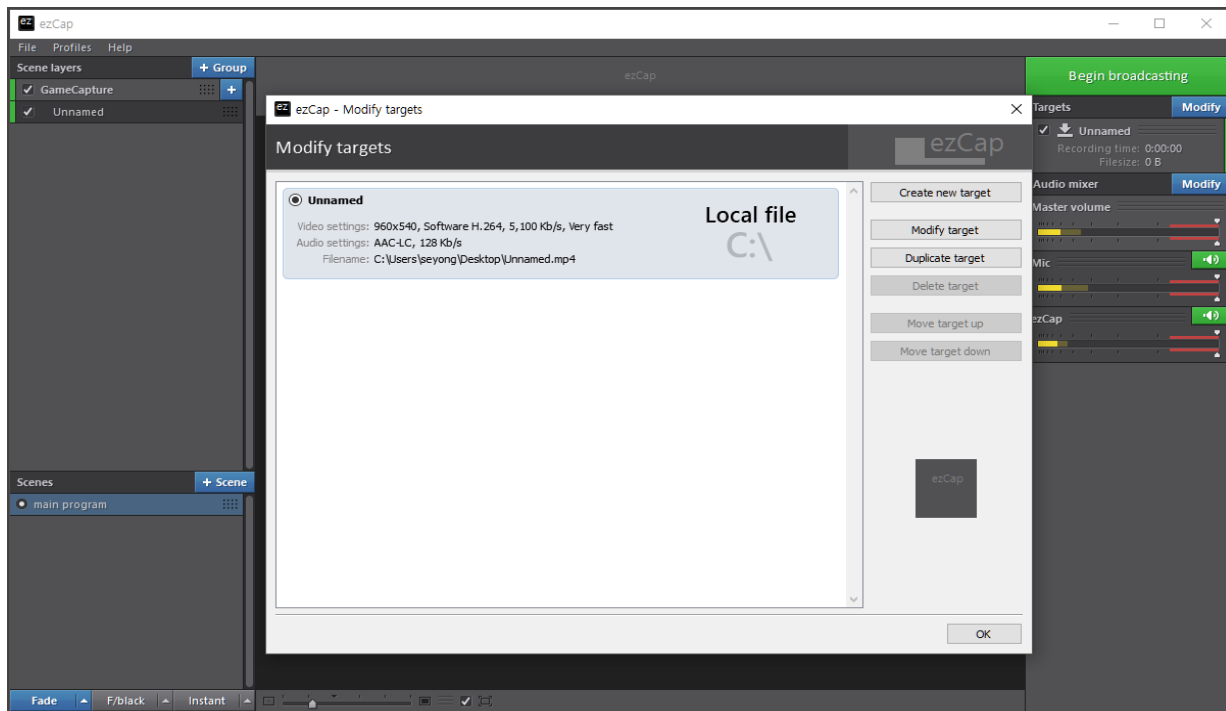 ez ezCap
File Profiles Help
Scene layers + Group
GameCapture +
Unnamed
ezCap
Begin broadcasting
Targets Modify
Unnamed
Recording time: 0:00:00
Filesize: 0 B
Audio mixer Modify
Master volume
Mic
ezCap
ez ezCap - Modify targets
Modify targets
ezCap
Unnamed
Video settings: 960x540, Software H.264, 5,100 Kb/s, Very fast
Audio settings: AAC-LC, 128 Kb/s
Filename: C:\Users\seyong\Desktop\Unnamed.mp4
Local file
C:\
Create new target
Modify target
Duplicate target
Delete target
Move target up
Move target down
ezCap
OK
Scenes + Scene
main program
Fade F/black Instant